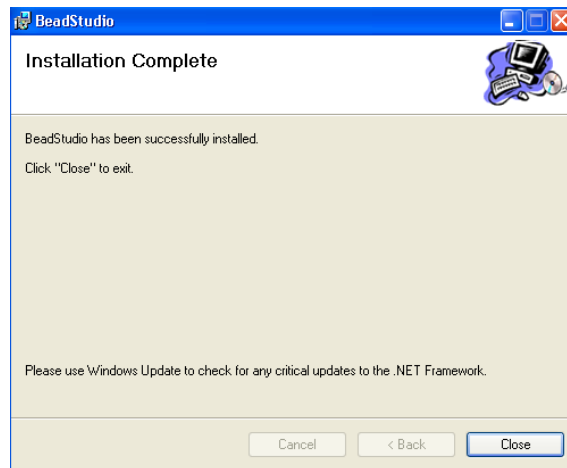 BeadStudio
Installation Complete
BeadStudio has been successfully installed.
Click "Close" to exit.
Please use Windows Update to check for any critical updates to the .NET Framework.
Cancel
< Back
Close